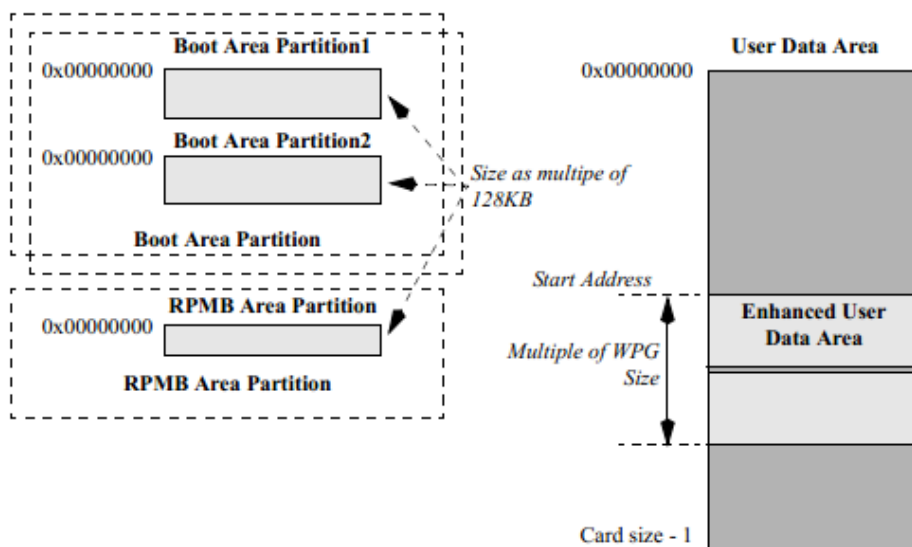 Boot Area Partition1
0x00000000
Boot Area Partition2
0x00000000
Size as multipe of
128KB
Boot Area Partition
RPMB Area Partition
0x00000000
RPMB Area Partition
User Data Area
0x00000000
Start Address
Enhanced User
Data Area
Multiple of WPG
Size
Card size - 1